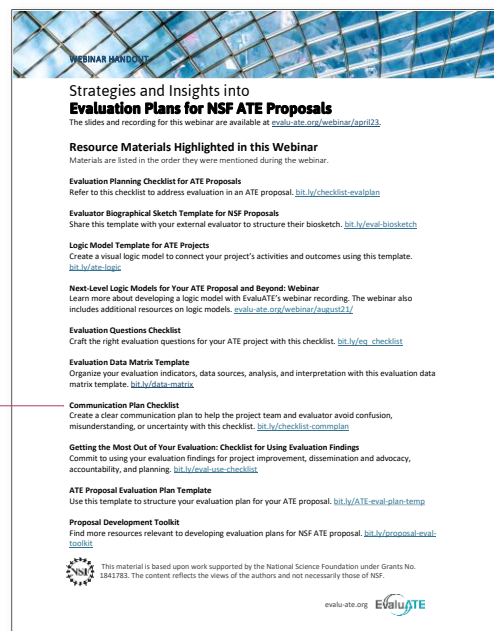 WEBINAR HANDOUT
Strategies and Insights into
Evaluation Plans for NSF ATE Proposals
The slides and recording for this webinar are available at evalu-ate.org/webinar/april23.
Resource Materials Highlighted in this Webinar
Materials are listed in the order they were mentioned during the webinar.
Evaluation Planning Checklist for ATE Proposals
Refer to this checklist to address evaluation in an ATE proposal. bit.ly/checklist-evalplan
Evaluator Biographical Sketch Template for NSF Proposals
Share this template with your external evaluator to structure their biosketch. bit.ly/eval-biosketch
Logic Model Template for ATE Projects
Create a visual logic model to connect your project's activities and outcomes using this template.
bit.ly/ate-logic
Next-Level Logic Models for Your ATE Proposal and Beyond: Webinar
Learn more about developing a logic model with EvaluATE's webinar recording. The webinar also
includes additional resources on logic models. evalu-ate.org/webinar/august21/
Evaluation Questions Checklist
Craft the right evaluation questions for your ATE project with this checklist. bit.ly/eq_checklist
Evaluation Data Matrix Template
Organize your evaluation indicators, data sources, analysis, and interpretation with this evaluation data
matrix template. bit.ly/data-matrix
Communication Plan Checklist
Create a clear communication plan to help the project team and evaluator avoid confusion,
misunderstanding, or uncertainty with this checklist. bit.ly/checklist-commplan
Getting the Most Out of Your Evaluation: Checklist for Using Evaluation Findings
Commit to using your evaluation findings for project improvement, dissemination and advocacy,
accountability, and planning. bit.ly/eval-use-checklist
ATE Proposal Evaluation Plan Template
Use this template to structure your evaluation plan for your ATE proposal. bit.ly/ATE-eval-plan-temp
Proposal Development Toolkit
Find more resources relevant to developing evaluation plans for NSF ATE proposal. bit.ly/proposal-eval-
toolkit
NSF
This material is based upon work supported by the National Science Foundation under Grants No.
1841783. The content reflects the views of the authors and not necessarily those of NSF.
evalu-ate.org EvaluATE